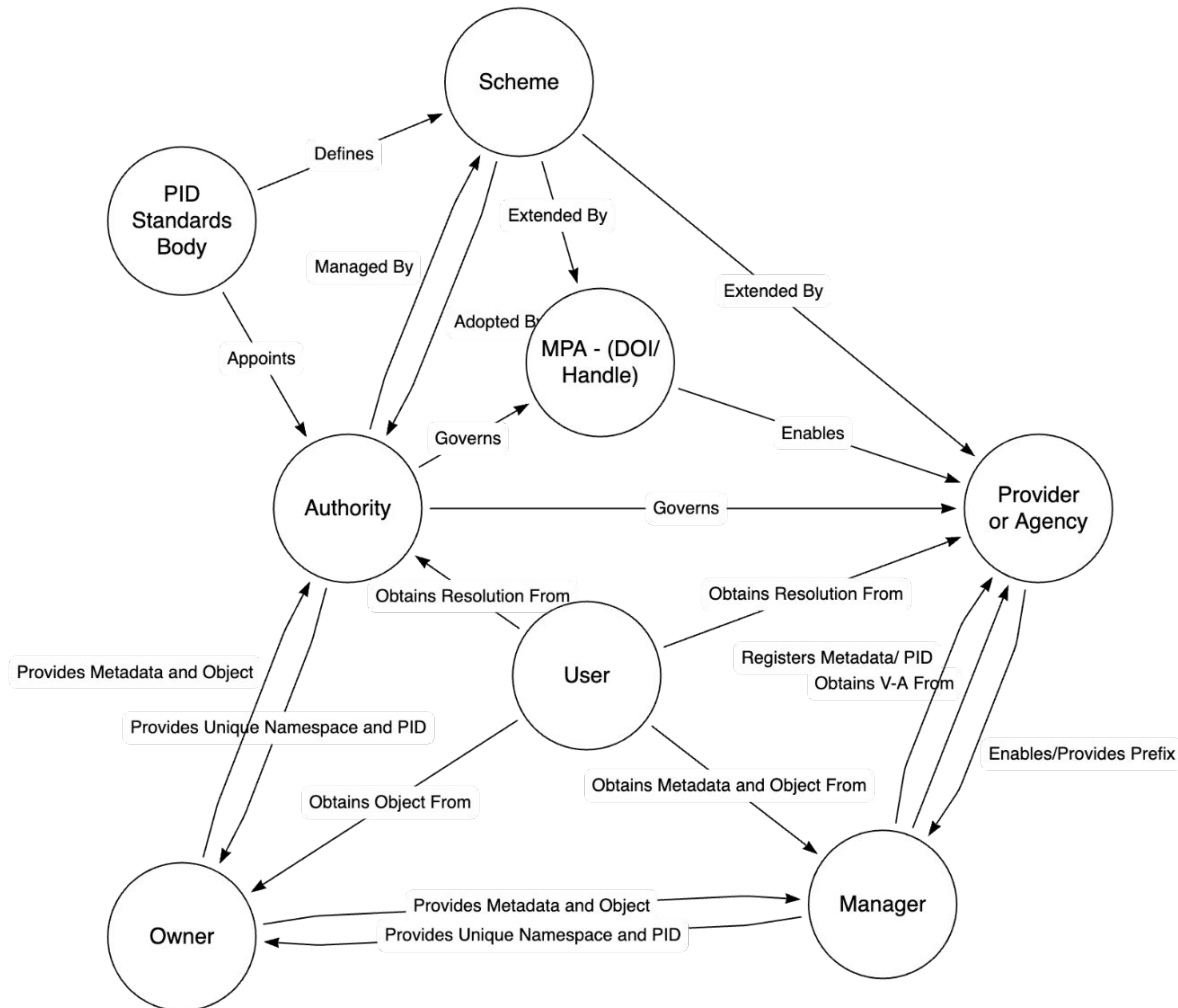 Scheme
Defines
PID
Standards
Body
Extended By
Managed By
Extended By
Adopted By
MPA - (DOI/
Handle)
Appoints
Governs
Enables
Authority
Governs
Provider
or Agency
Obtains Resolution From
Obtains Resolution From
Provides Metadata and Object
User
Registers Metadata/ PID
Obtains V-A From
Provides Unique Namespace and PID
Enables/Provides Prefix
Obtains Metadata and Object From
Obtains Object From
Provides Metadata and Object
Manager
Owner
Provides Unique Namespace and PID